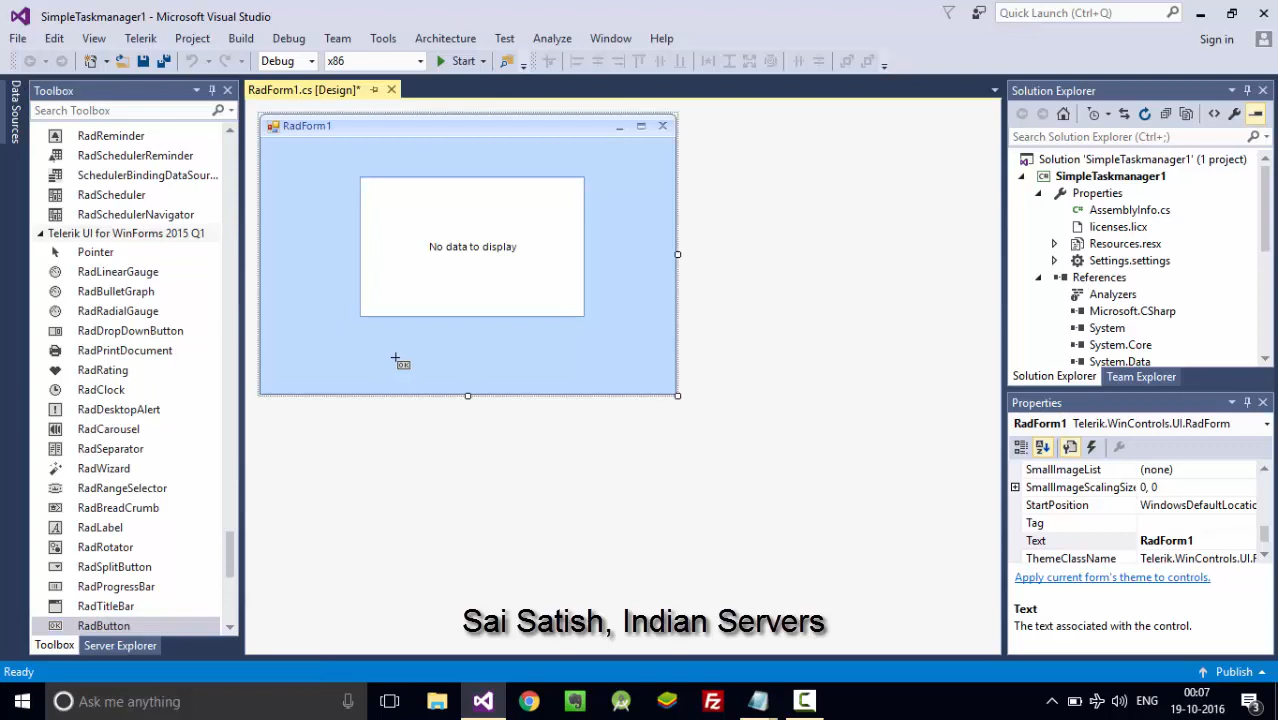 SimpleTaskmanager1 - Microsoft Visual Studio
Quick Launch (Ctrl+Q)
File Edit View Telerik Project Build Debug Team Tools Architecture Test Analyze Window Help
Sign in
Debug x86 Start
Data Sources
Toolbox
Search Toolbox
RadReminder
RadSchedulerReminder
SchedulerBindingDataSour...
RadScheduler
RadSchedulerNavigator
Telerik UI for WinForms 2015 Q1
Pointer
RadLinearGauge
RadBulletGraph
RadRadialGauge
RadDropDownButton
RadPrintDocument
RadRating
RadClock
RadDesktopAlert
RadCarousel
RadSeparator
RadWizard
RadRangeSelector
RadBreadCrumb
RadLabel
RadRotator
RadSplitButton
RadProgressBar
RadTitleBar
RadButton
Toolbox Server Explorer
RadForm1.cs [Design]*
RadForm1
No data to display
Sai Satish, Indian Servers
Solution Explorer
Search Solution Explorer (Ctrl+;)
Solution 'SimpleTaskmanager1' (1 project)
SimpleTaskmanager1
Properties
AssemblyInfo.cs
licenses.licx
Resources.resx
Settings.settings
References
Analyzers
Microsoft.CSharp
System
System.Core
System.Data
Solution Explorer Team Explorer
Properties
RadForm1 Telerik.WinControls.UI.RadForm
SmallImageList (none)
SmallImageScalingSize 0, 0
StartPosition WindowsDefaultLocatio
Tag
Text RadForm1
ThemeClassName Telerik.WinControls.UI.F
Apply current form's theme to controls.
Text
The text associated with the control.
Ready
Publish
Ask me anything
ENG
00:07
19-10-2016
3